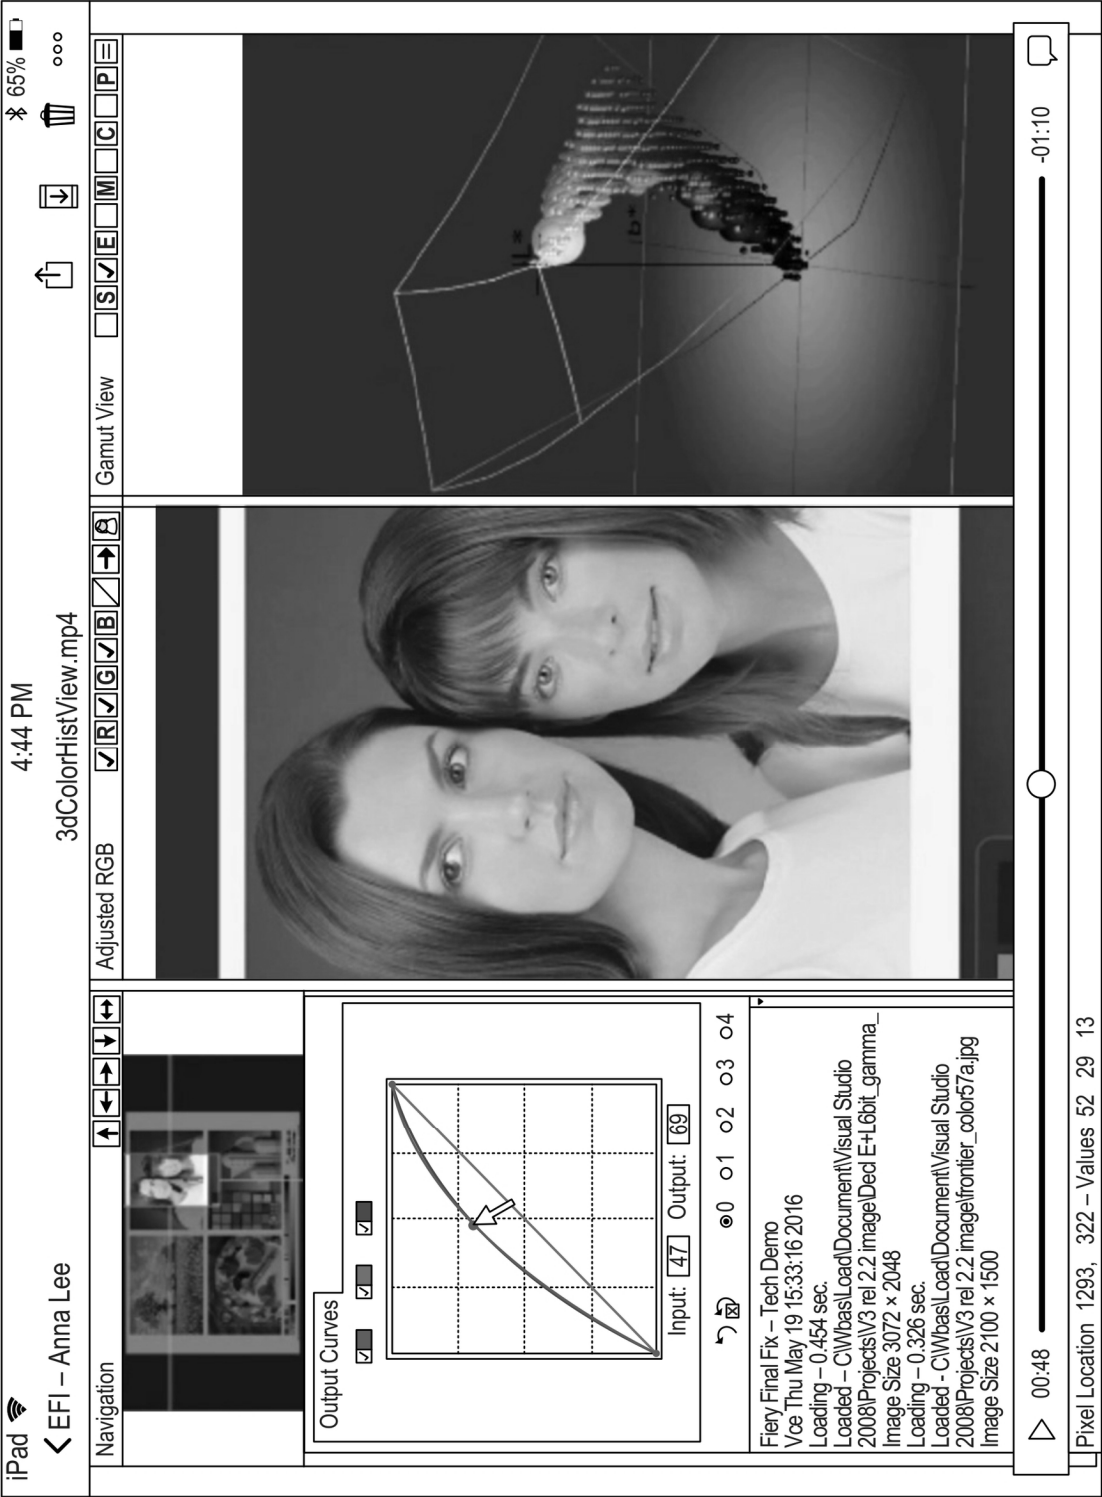 iPad
4:44 PM
65%
EFI – Anna Lee
3dColorHistView.mp4
Navigation
Adjusted RGB
R G B
Gamut View
S E M C P
Output Curves
Input: 47 Output: 69
0 1 2 3 4
Fiery Final Fix – Tech Demo
Vce Thu May 19 15:33:16 2016
Loading – 0.454 sec.
Loaded – C\Wbas\Load\Document\Visual Studio
2008\Projects\V3 rel 2.2 image\Ded E+L6bit_gamma_
Image Size 3072 × 2048
Loading – 0.326 sec.
Loaded - C\Wbas\Load\Document\Visual Studio
2008\Projects\V3 rel 2.2 image\frontier_color57a.jpg
Image Size 2100 × 1500
L*
b*
00:48
-01:10
Pixel Location 1293, 322 – Values 52 29 13